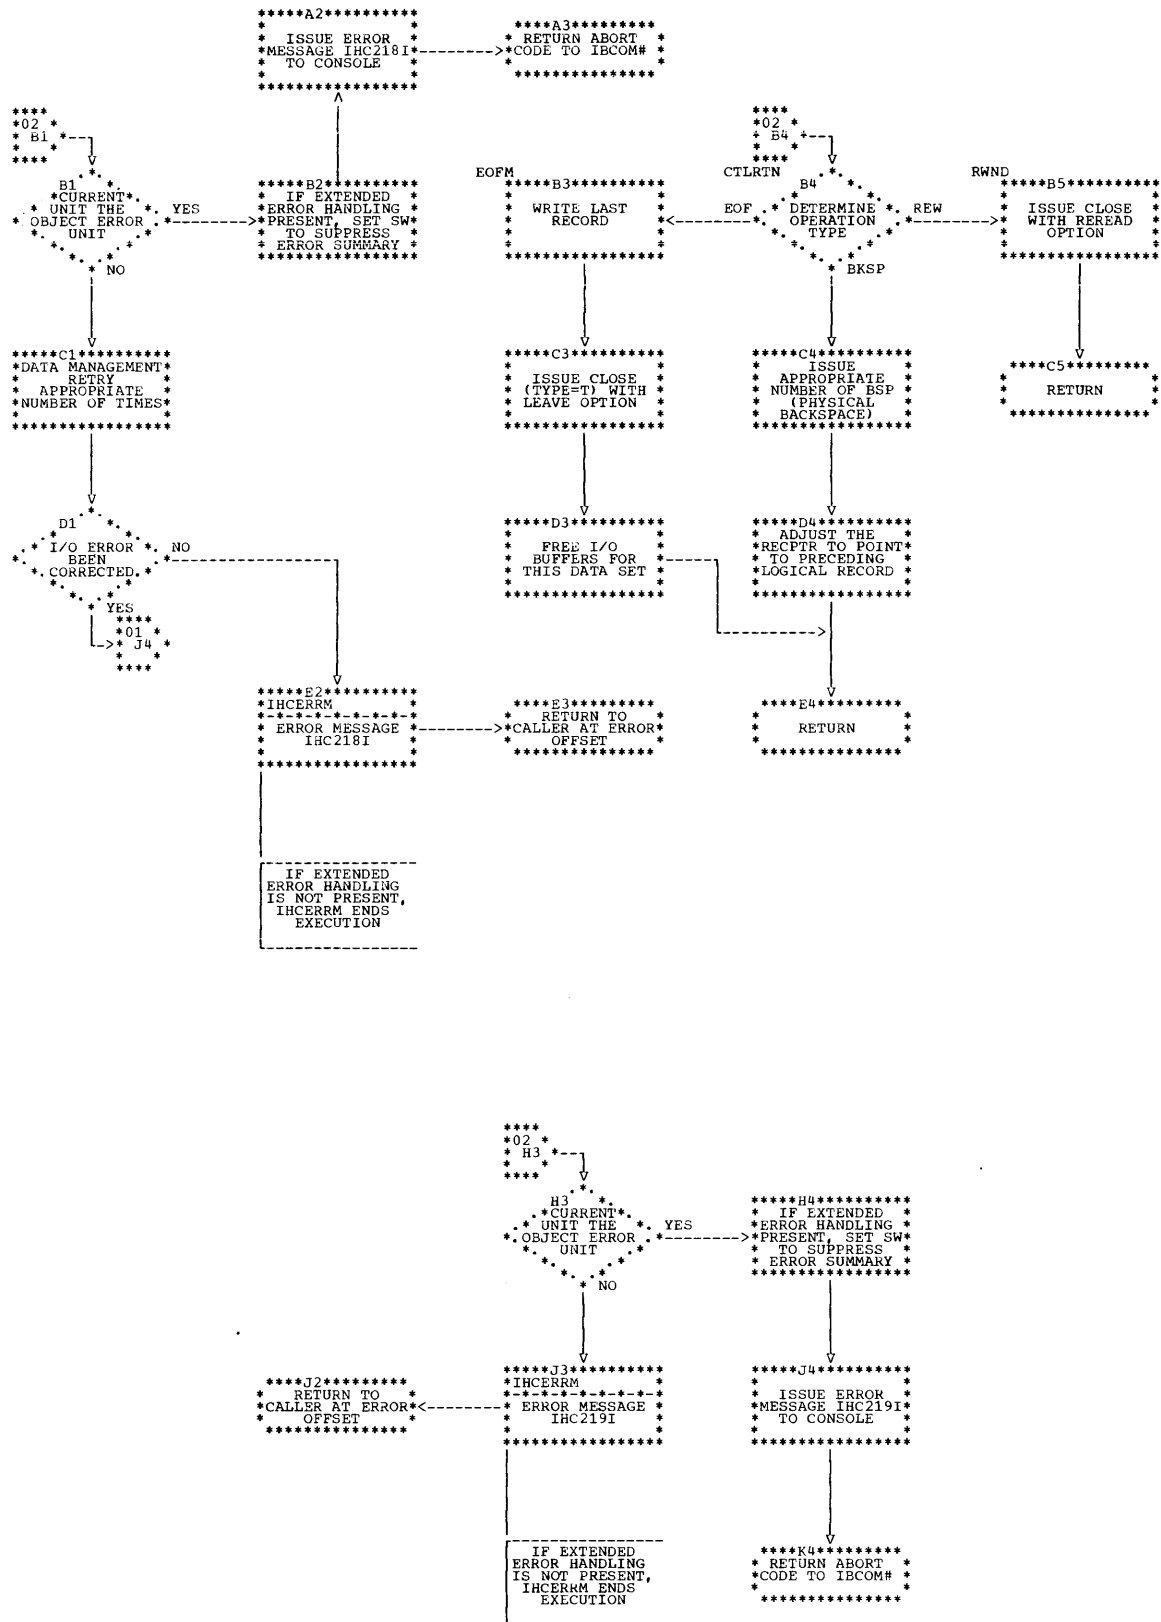 A2
ISSUE ERROR
MESSAGE IHC218I
TO CONSOLE
A3
RETURN ABORT
CODE TO IBCOM#
02
B1
B1
CURRENT
UNIT THE
OBJECT ERROR
UNIT
YES
NO
B2
IF EXTENDED
ERROR HANDLING
PRESENT, SET SW
TO SUPPRESS
ERROR SUMMARY
EOFM
B3
WRITE LAST
RECORD
EOF
02
B4
CTLRTN
B4
DETERMINE
OPERATION
TYPE
REW
BKSP
RWND
B5
ISSUE CLOSE
WITH REREAD
OPTION
C1
DATA MANAGEMENT
RETRY
APPROPRIATE
NUMBER OF TIMES
C3
ISSUE CLOSE
(TYPE=T) WITH
LEAVE OPTION
C4
ISSUE
APPROPRIATE
NUMBER OF BSP
(PHYSICAL
BACKSPACE)
C5
RETURN
D1
I/O ERROR
BEEN
CORRECTED.
NO
YES
01
J4
D3
FREE I/O
BUFFERS FOR
THIS DATA SET
D4
ADJUST THE
RECPTR TO POINT
TO PRECEDING
LOGICAL RECORD
E2
IHCERRM
ERROR MESSAGE
IHC218I
E3
RETURN TO
CALLER AT ERROR
OFFSET
E4
RETURN
IF EXTENDED
ERROR HANDLING
IS NOT PRESENT,
IHCERRM ENDS
EXECUTION
02
H3
H3
CURRENT
UNIT THE
OBJECT ERROR
UNIT
YES
NO
H4
IF EXTENDED
ERROR HANDLING
PRESENT, SET SW
TO SUPPRESS
ERROR SUMMARY
J2
RETURN TO
CALLER AT ERROR
OFFSET
J3
IHCERRM
ERROR MESSAGE
IHC219I
J4
ISSUE ERROR
MESSAGE IHC219I
TO CONSOLE
IF EXTENDED
ERROR HANDLING
IS NOT PRESENT,
IHCERRM ENDS
EXECUTION
K4
RETURN ABORT
CODE TO IBCOM#